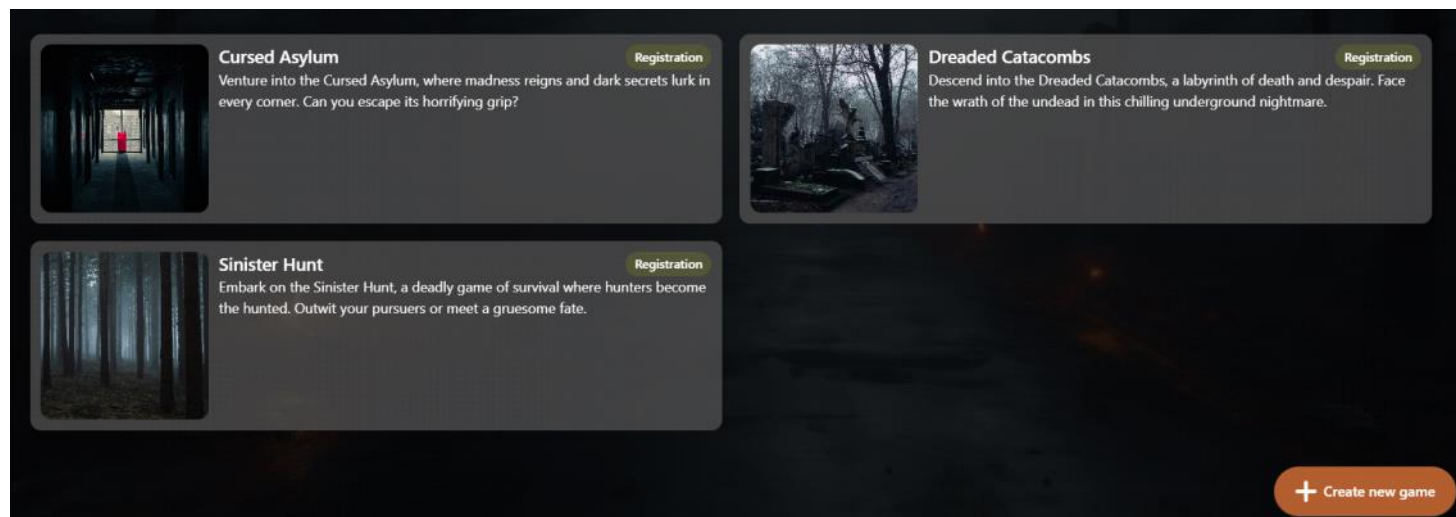 Cursed Asylum
Registration
Venture into the Cursed Asylum, where madness reigns and dark secrets lurk in
every corner. Can you escape its horrifying grip?
Dreaded Catacombs
Registration
Descend into the Dreaded Catacombs, a labyrinth of death and despair. Face
the wrath of the undead in this chilling underground nightmare.
Sinister Hunt
Registration
Embark on the Sinister Hunt, a deadly game of survival where hunters become
the hunted. Outwit your pursuers or meet a gruesome fate.
Create new game